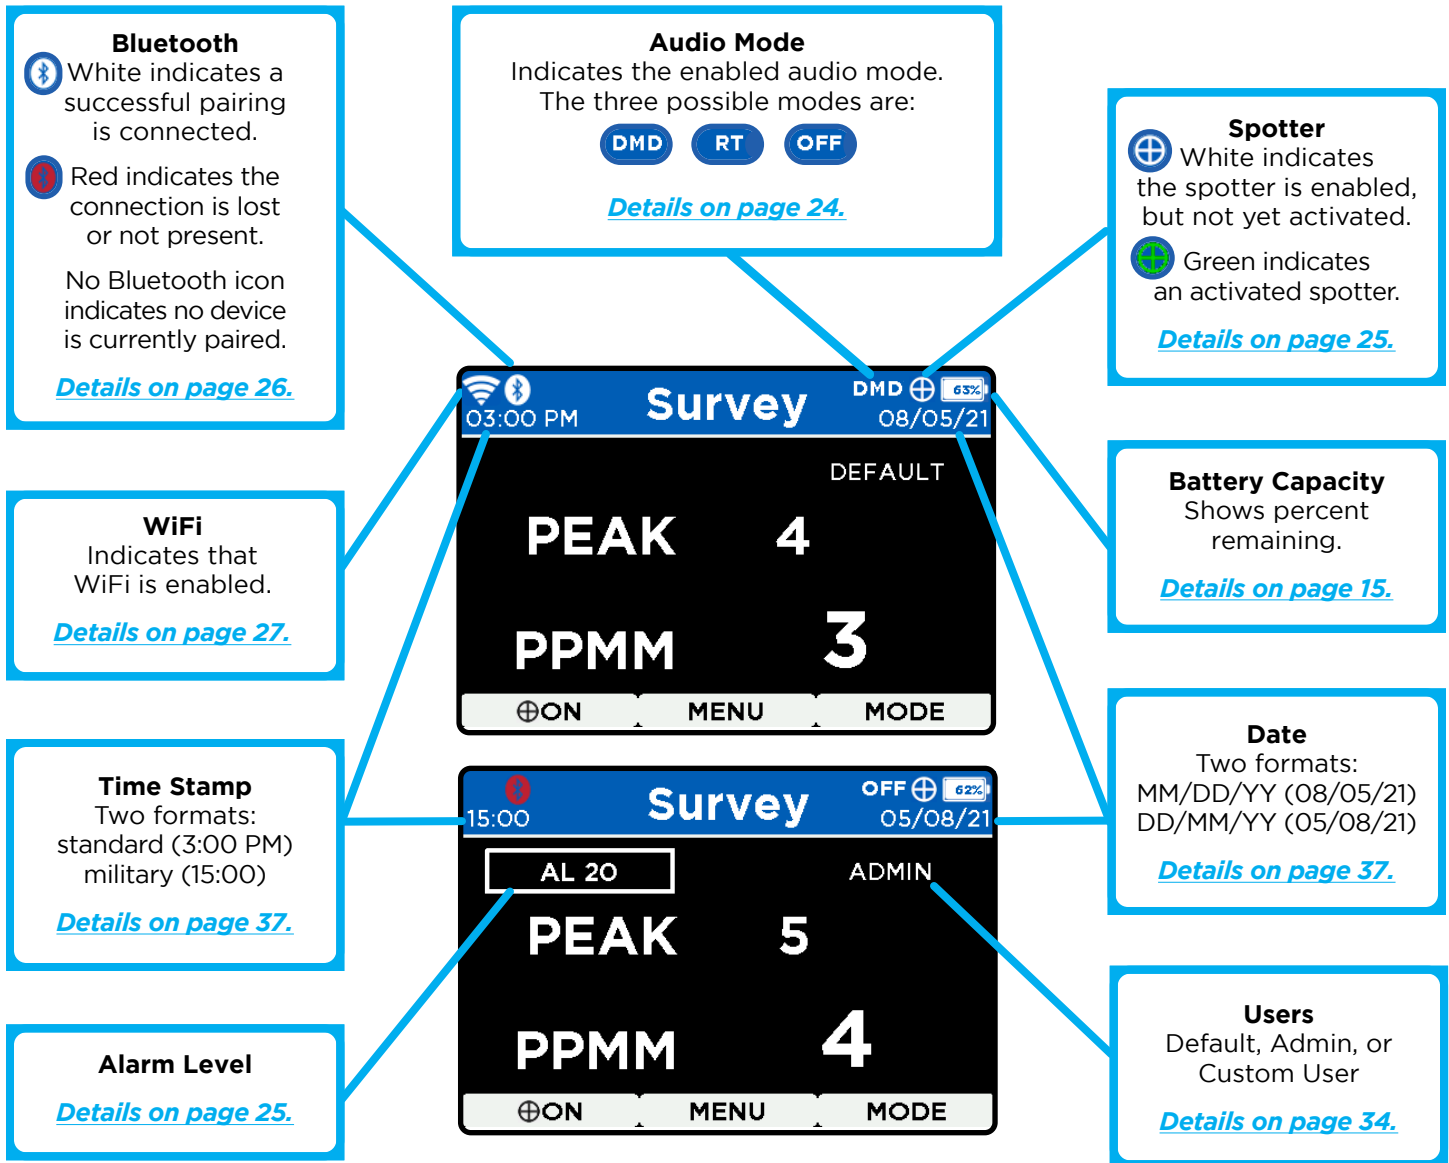 Bluetooth
White indicates a
successful pairing
is connected.
Red indicates the
connection is lost
or not present.
No Bluetooth icon
indicates no device
is currently paired.
Details on page 26.
Audio Mode
Indicates the enabled audio mode.
The three possible modes are:
DMD RT OFF
Details on page 24.
Spotter
White indicates
the spotter is enabled,
but not yet activated.
Green indicates
an activated spotter.
Details on page 25.
WiFi
Indicates that
WiFi is enabled.
Details on page 27.
03:00 PM Survey DMD 63%
08/05/21
DEFAULT
PEAK 4
PPMM 3
ON MENU MODE
Battery Capacity
Shows percent
remaining.
Details on page 15.
Time Stamp
Two formats:
standard (3:00 PM)
military (15:00)
Details on page 37.
15:00 Survey OFF 62%
05/08/21
AL 20 ADMIN
PEAK 5
PPMM 4
ON MENU MODE
Date
Two formats:
MM/DD/YY (08/05/21)
DD/MM/YY (05/08/21)
Details on page 37.
Alarm Level
Details on page 25.
Users
Default, Admin, or
Custom User
Details on page 34.